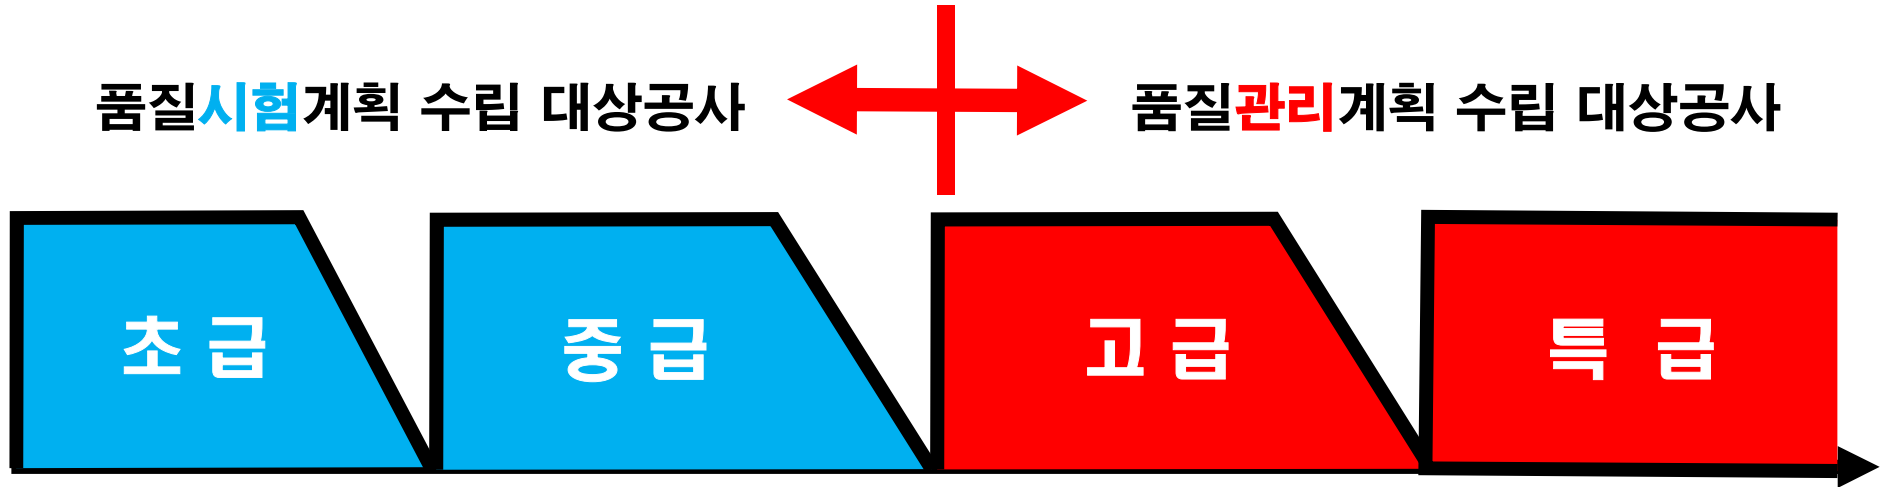 품질시험계획 수립 대상공사
품질관리계획 수립 대상공사
초 급
중 급
고 급
특 급